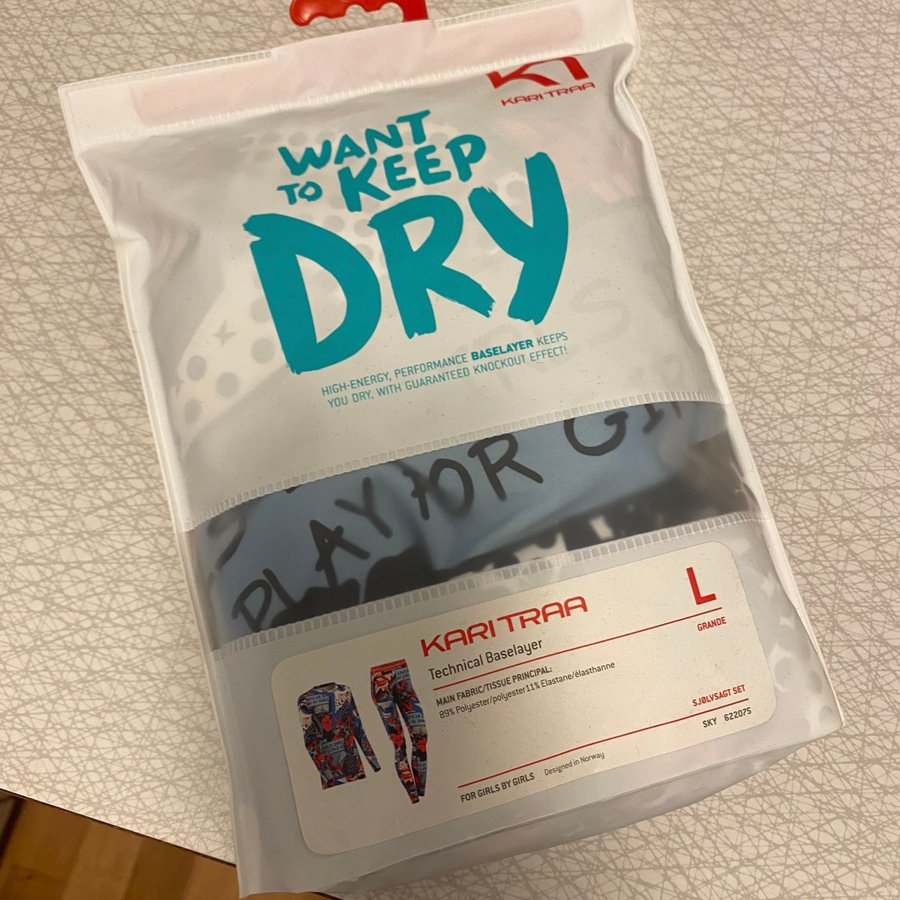 KT
KARI TRAA
WANT
TO KEEP
DRY
HIGH-ENERGY, PERFORMANCE BASELAYER KEEPS
YOU DRY, WITH GUARANTEED KNOCKOUT EFFECT!
PLAY
OR GI
KARI TRAA
L
GRANDE
Technical Baselayer
MAIN FABRIC/TISSUE PRINCIPAL:
89% Polyester/polyester11% Elastane/élasthanne
SJØLVSAGT SET
SKY 622075
FOR GIRLS BY GIRLS Designed in Norway